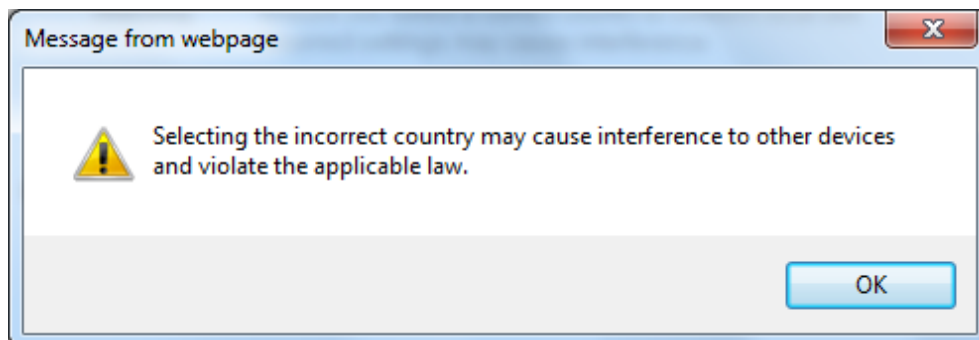 Message from webpage
Selecting the incorrect country may cause interference to other devices
and violate the applicable law.
OK